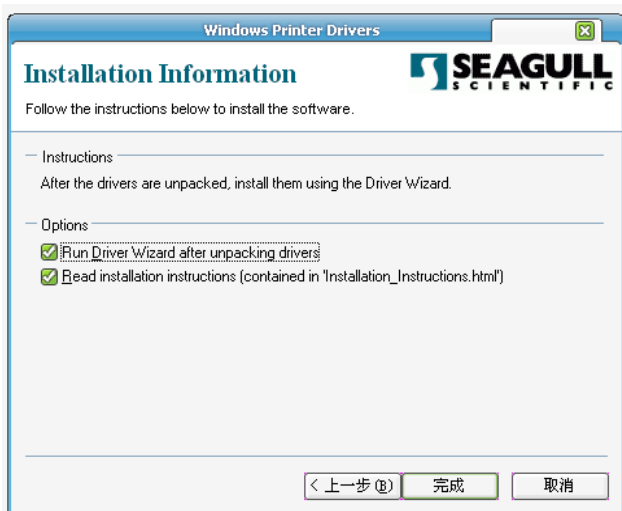 Windows Printer Drivers
Installation Information
SEAGULL
SCIENTIFIC
Follow the instructions below to install the software.
Instructions
After the drivers are unpacked, install them using the Driver Wizard.
Options
Run Driver Wizard after unpacking drivers
Read installation instructions (contained in 'Installation_Instructions.html')
< 上一步(B)
完成
取消